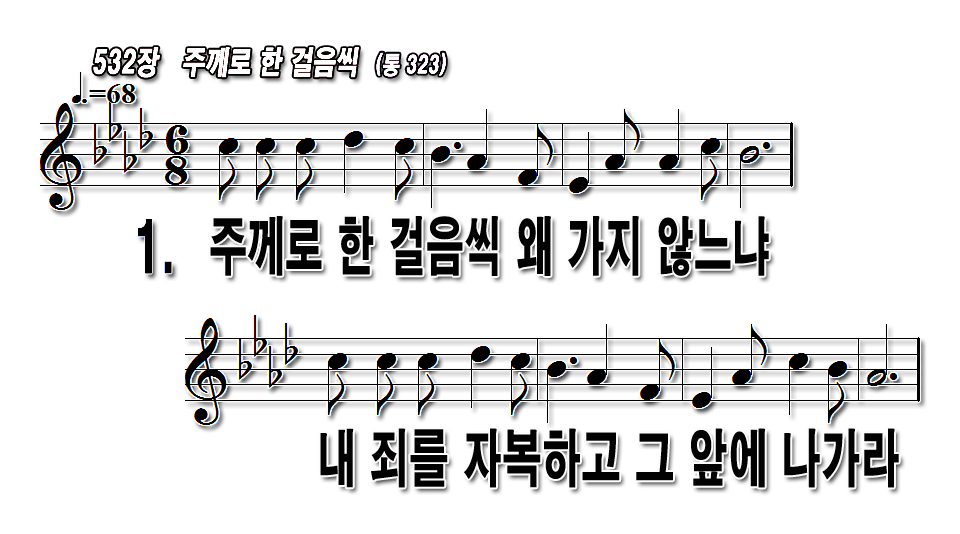 532장 주께로 한 걸음씩 (통 323)
♩.=68
6
8
1. 주께로 한 걸음씩 왜 가지 않느냐
내 죄를 자복하고 그 앞에 나가라